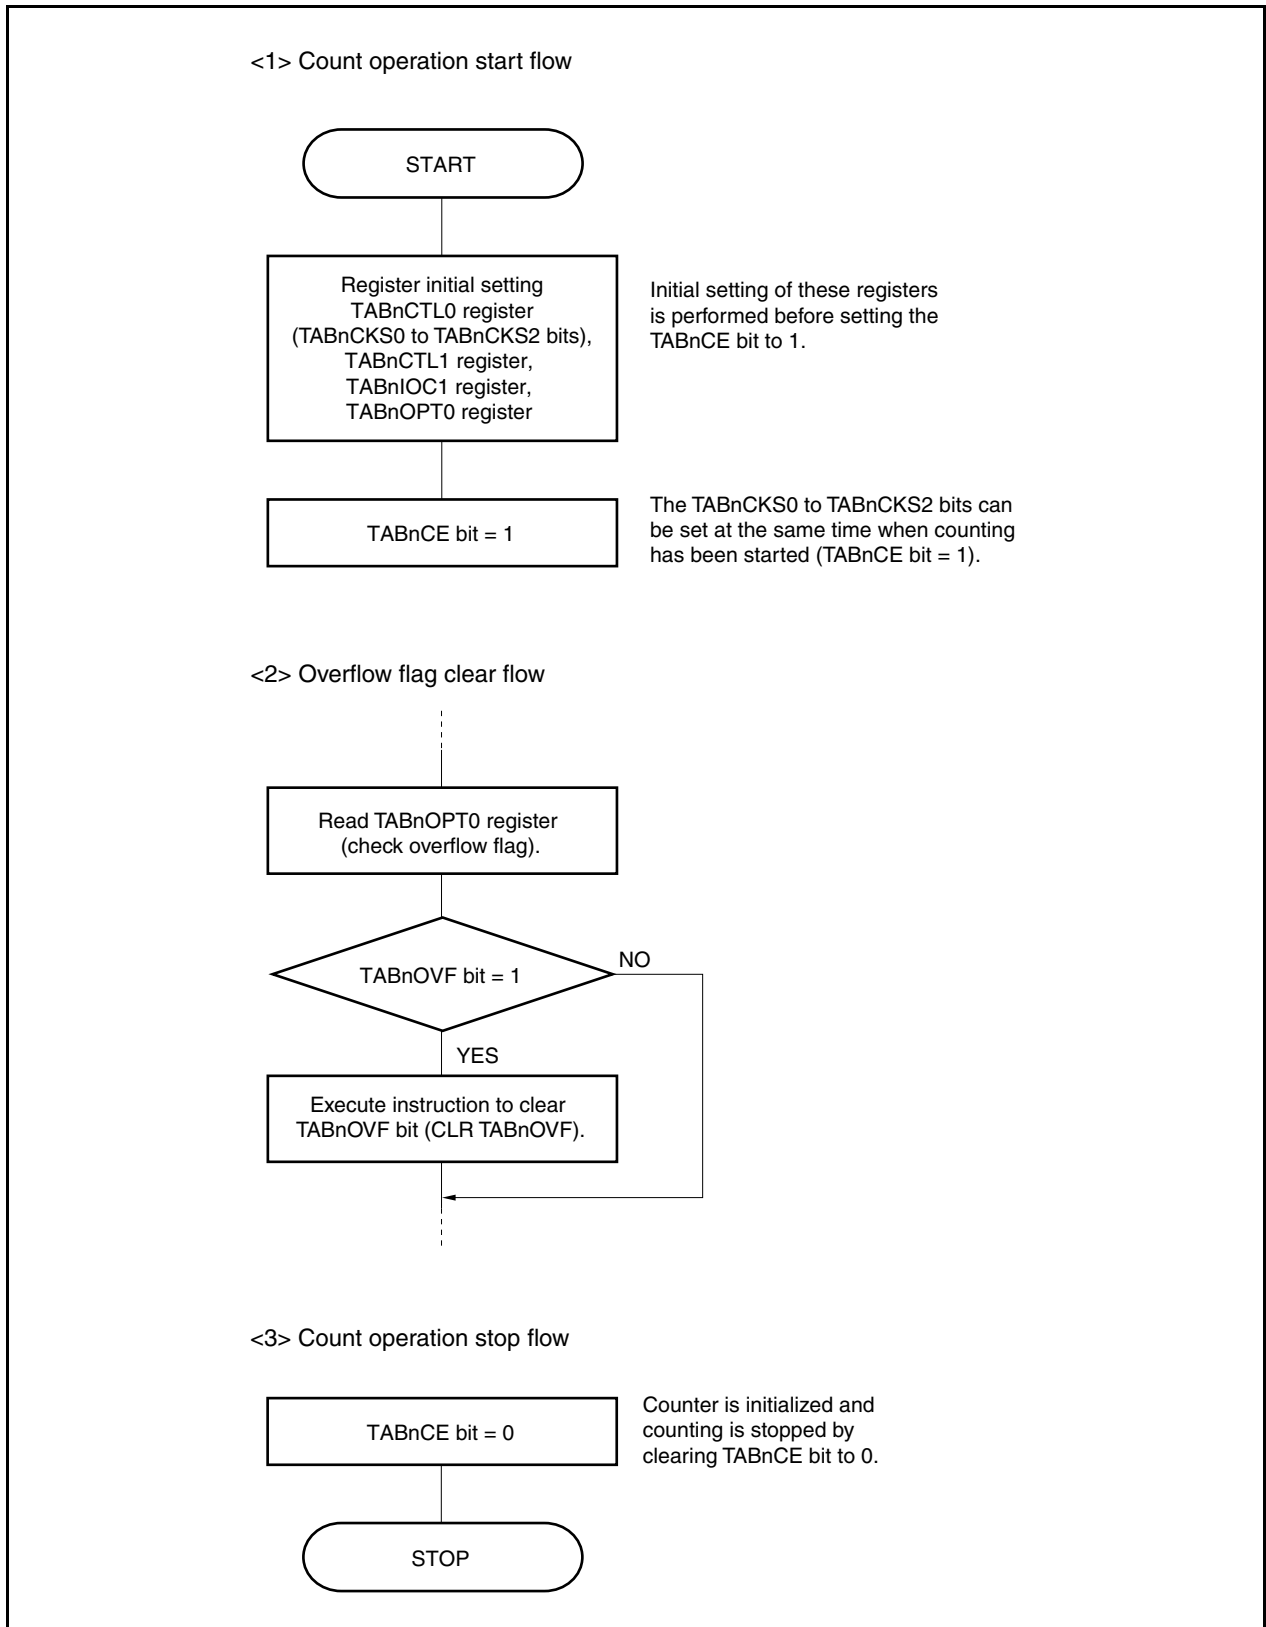 <1> Count operation start flow
START
Register initial setting
TABnCTL0 register
(TABnCKS0 to TABnCKS2 bits),
TABnCTL1 register,
TABnIOC1 register,
TABnOPT0 register
Initial setting of these registers
is performed before setting the
TABnCE bit to 1.
TABnCE bit = 1
The TABnCKS0 to TABnCKS2 bits can
be set at the same time when counting
has been started (TABnCE bit = 1).
<2> Overflow flag clear flow
Read TABnOPT0 register
(check overflow flag).
TABnOVF bit = 1
NO
YES
Execute instruction to clear
TABnOVF bit (CLR TABnOVF).
<3> Count operation stop flow
TABnCE bit = 0
Counter is initialized and
counting is stopped by
clearing TABnCE bit to 0.
STOP